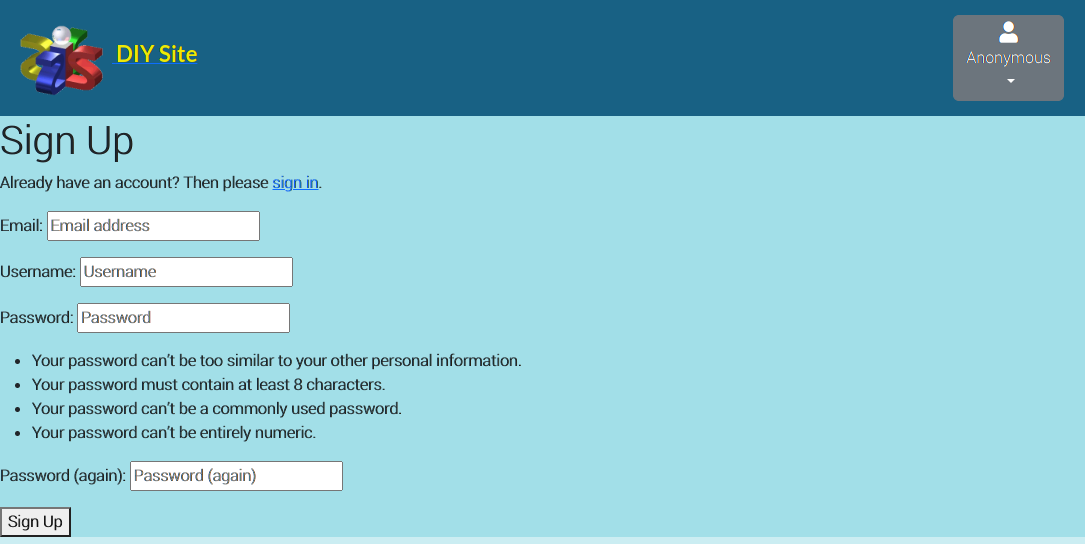 DIY Site
Anonymous
Sign Up
Already have an account? Then please sign in.
Email: Email address
Username: Username
Password: Password
• Your password can’t be too similar to your other personal information.
• Your password must contain at least 8 characters.
• Your password can’t be a commonly used password.
• Your password can’t be entirely numeric.
Password (again): Password (again)
Sign Up